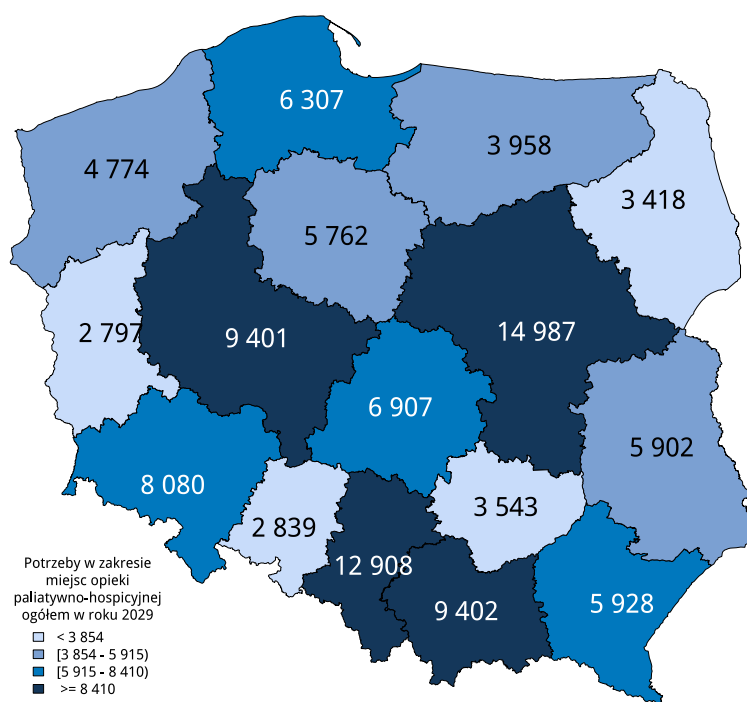 6 307
3 958
4 774
3 418
5 762
14 987
2 797
9 401
6 907
5 902
8 080
3 543
2 839
12 908
5 928
9 402
Potrzeby w zakresie
miejsc opieki
paliatywno-hospicyjnej
ogółem w roku 2029
< 3 854
[3 854 - 5 915)
[5 915 - 8 410)
>= 8 410